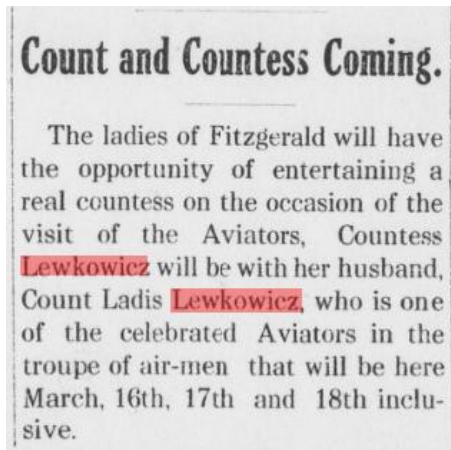 Count and Countess Coming.
The ladies of Fitzgerald will have
the opportunity of entertaining a
real countess on the occasion of the
visit of the Aviators, Countess
Lewkowicz will be with her husband,
Count Ladis Lewkowicz, who is one
of the celebrated Aviators in the
troupe of air-men that will be here
March, 16th, 17th and 18th inclu-
sive.